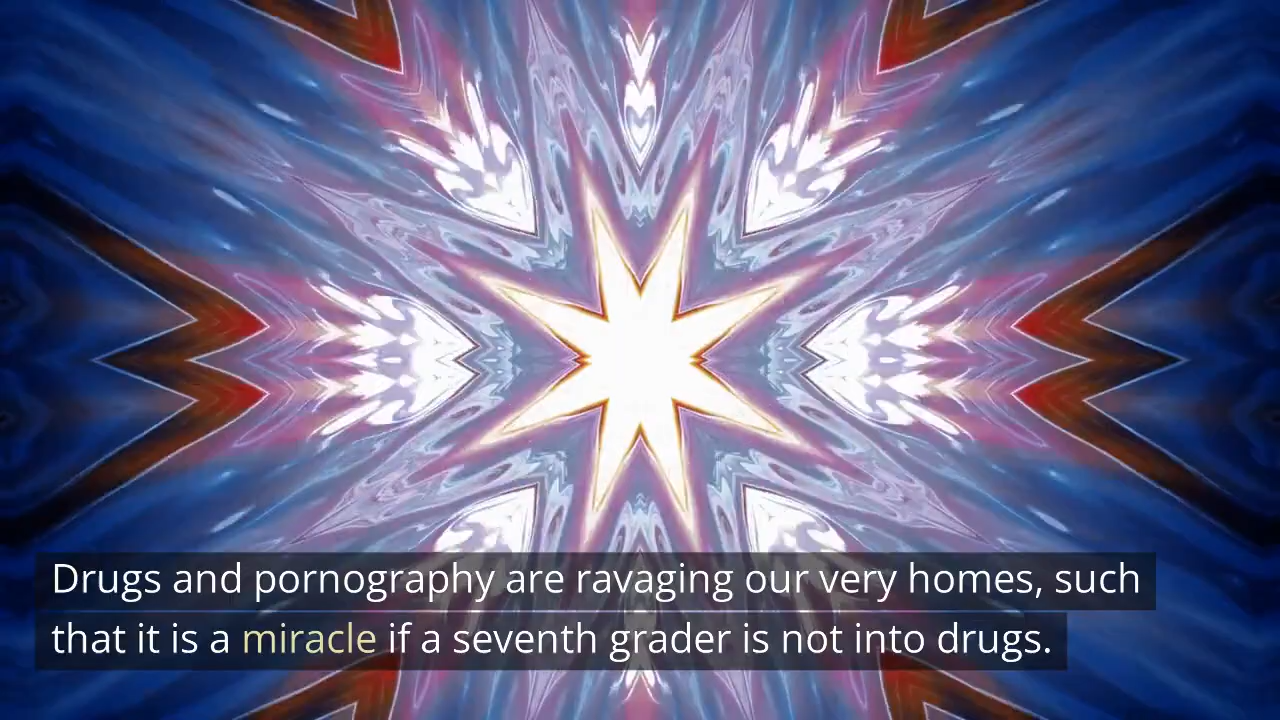 Drugs and pornography are ravaging our very homes, such
that it is a miracle if a seventh grader is not into drugs.